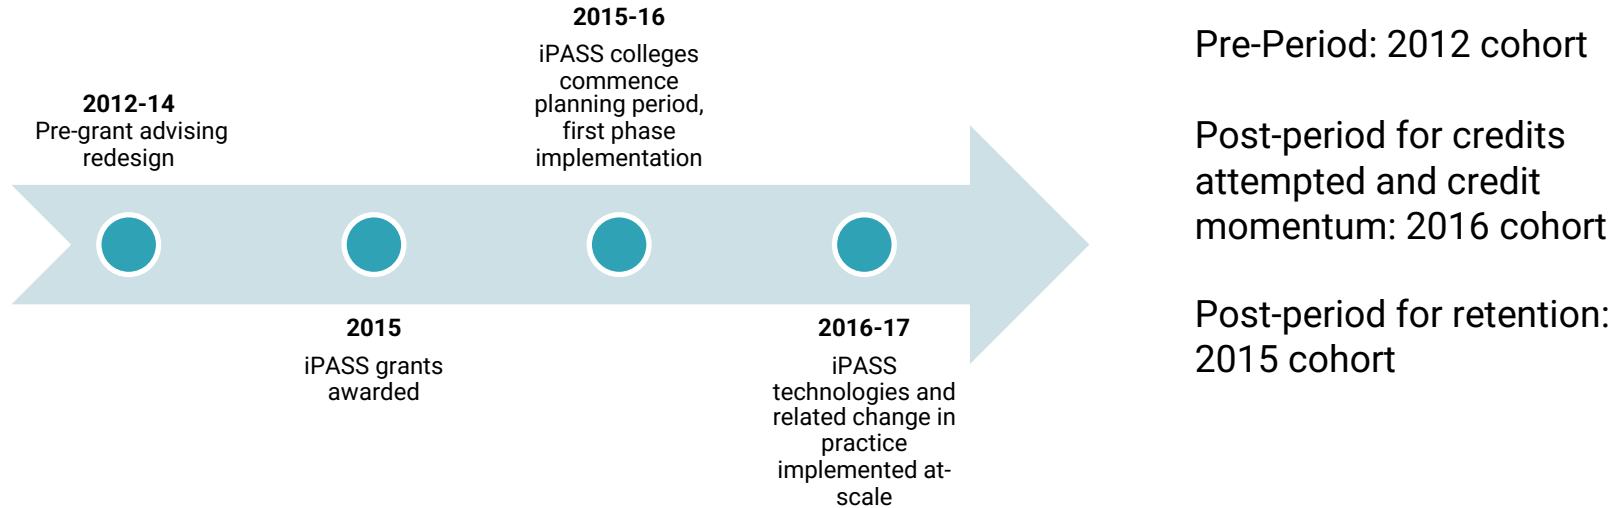 2012-14
Pre-grant advising
redesign
2015
iPASS grants
awarded
2015-16
iPASS colleges
commence
planning period,
first phase
implementation
2016-17
iPASS
technologies and
related change in
practice
implemented at-
scale
Pre-Period: 2012 cohort
Post-period for credits
attempted and credit
momentum: 2016 cohort
Post-period for retention:
2015 cohort